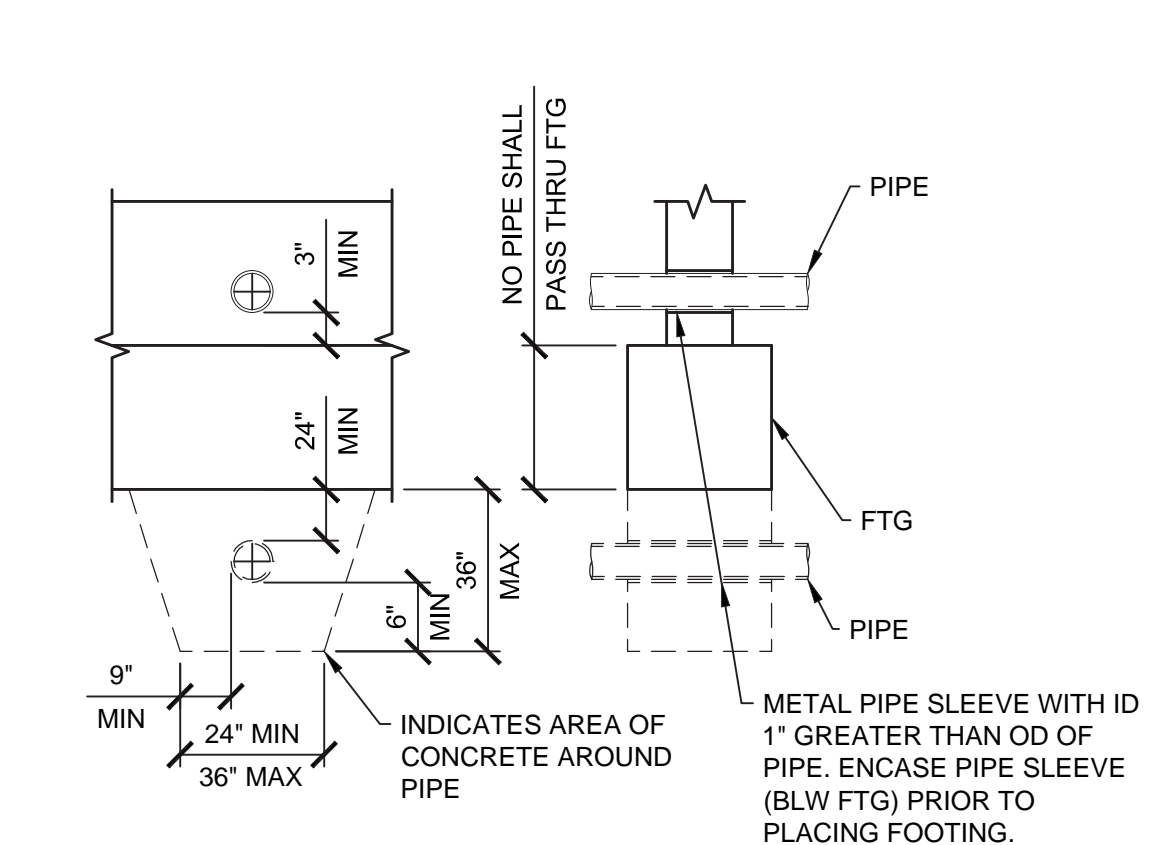 NO PIPE SHALL
PASS THRU FTG
PIPE
3"
MIN
24"
MIN
FTG
36"
MAX
6"
MIN
PIPE
9"
MIN
24" MIN
36" MAX
INDICATES AREA OF
CONCRETE AROUND
PIPE
METAL PIPE SLEEVE WITH ID
1" GREATER THAN OD OF
PIPE. ENCASE PIPE SLEEVE
(BLW FTG) PRIOR TO
PLACING FOOTING.